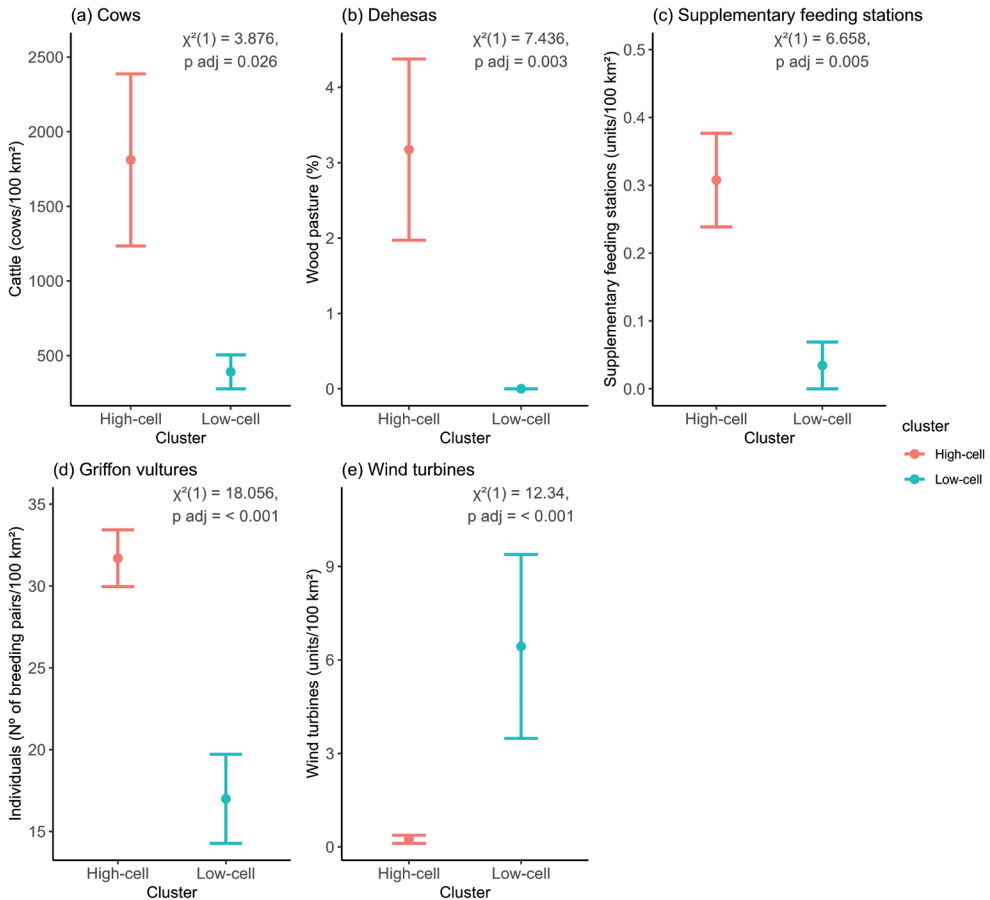 (a) Cows
χ²(1) = 3.876,
p adj = 0.026
Cattle (cows/100 km²)
2500
2000
1500
1000
500
High-cell
Low-cell
Cluster
(b) Dehesas
χ²(1) = 7.436,
p adj = 0.003
Wood pasture (%)
4
3
2
1
0
High-cell
Low-cell
Cluster
(c) Supplementary feeding stations
χ²(1) = 6.658,
p adj = 0.005
Supplementary feeding stations (units/100 km²)
0.5
0.4
0.3
0.2
0.1
0.0
High-cell
Low-cell
Cluster
cluster
High-cell
Low-cell
(d) Griffon vultures
χ²(1) = 18.056,
p adj = < 0.001
Individuals (Nº of breeding pairs/100 km²)
35
30
25
20
15
High-cell
Low-cell
Cluster
(e) Wind turbines
χ²(1) = 12.34,
p adj = < 0.001
Wind turbines (units/100 km²)
9
6
3
0
High-cell
Low-cell
Cluster